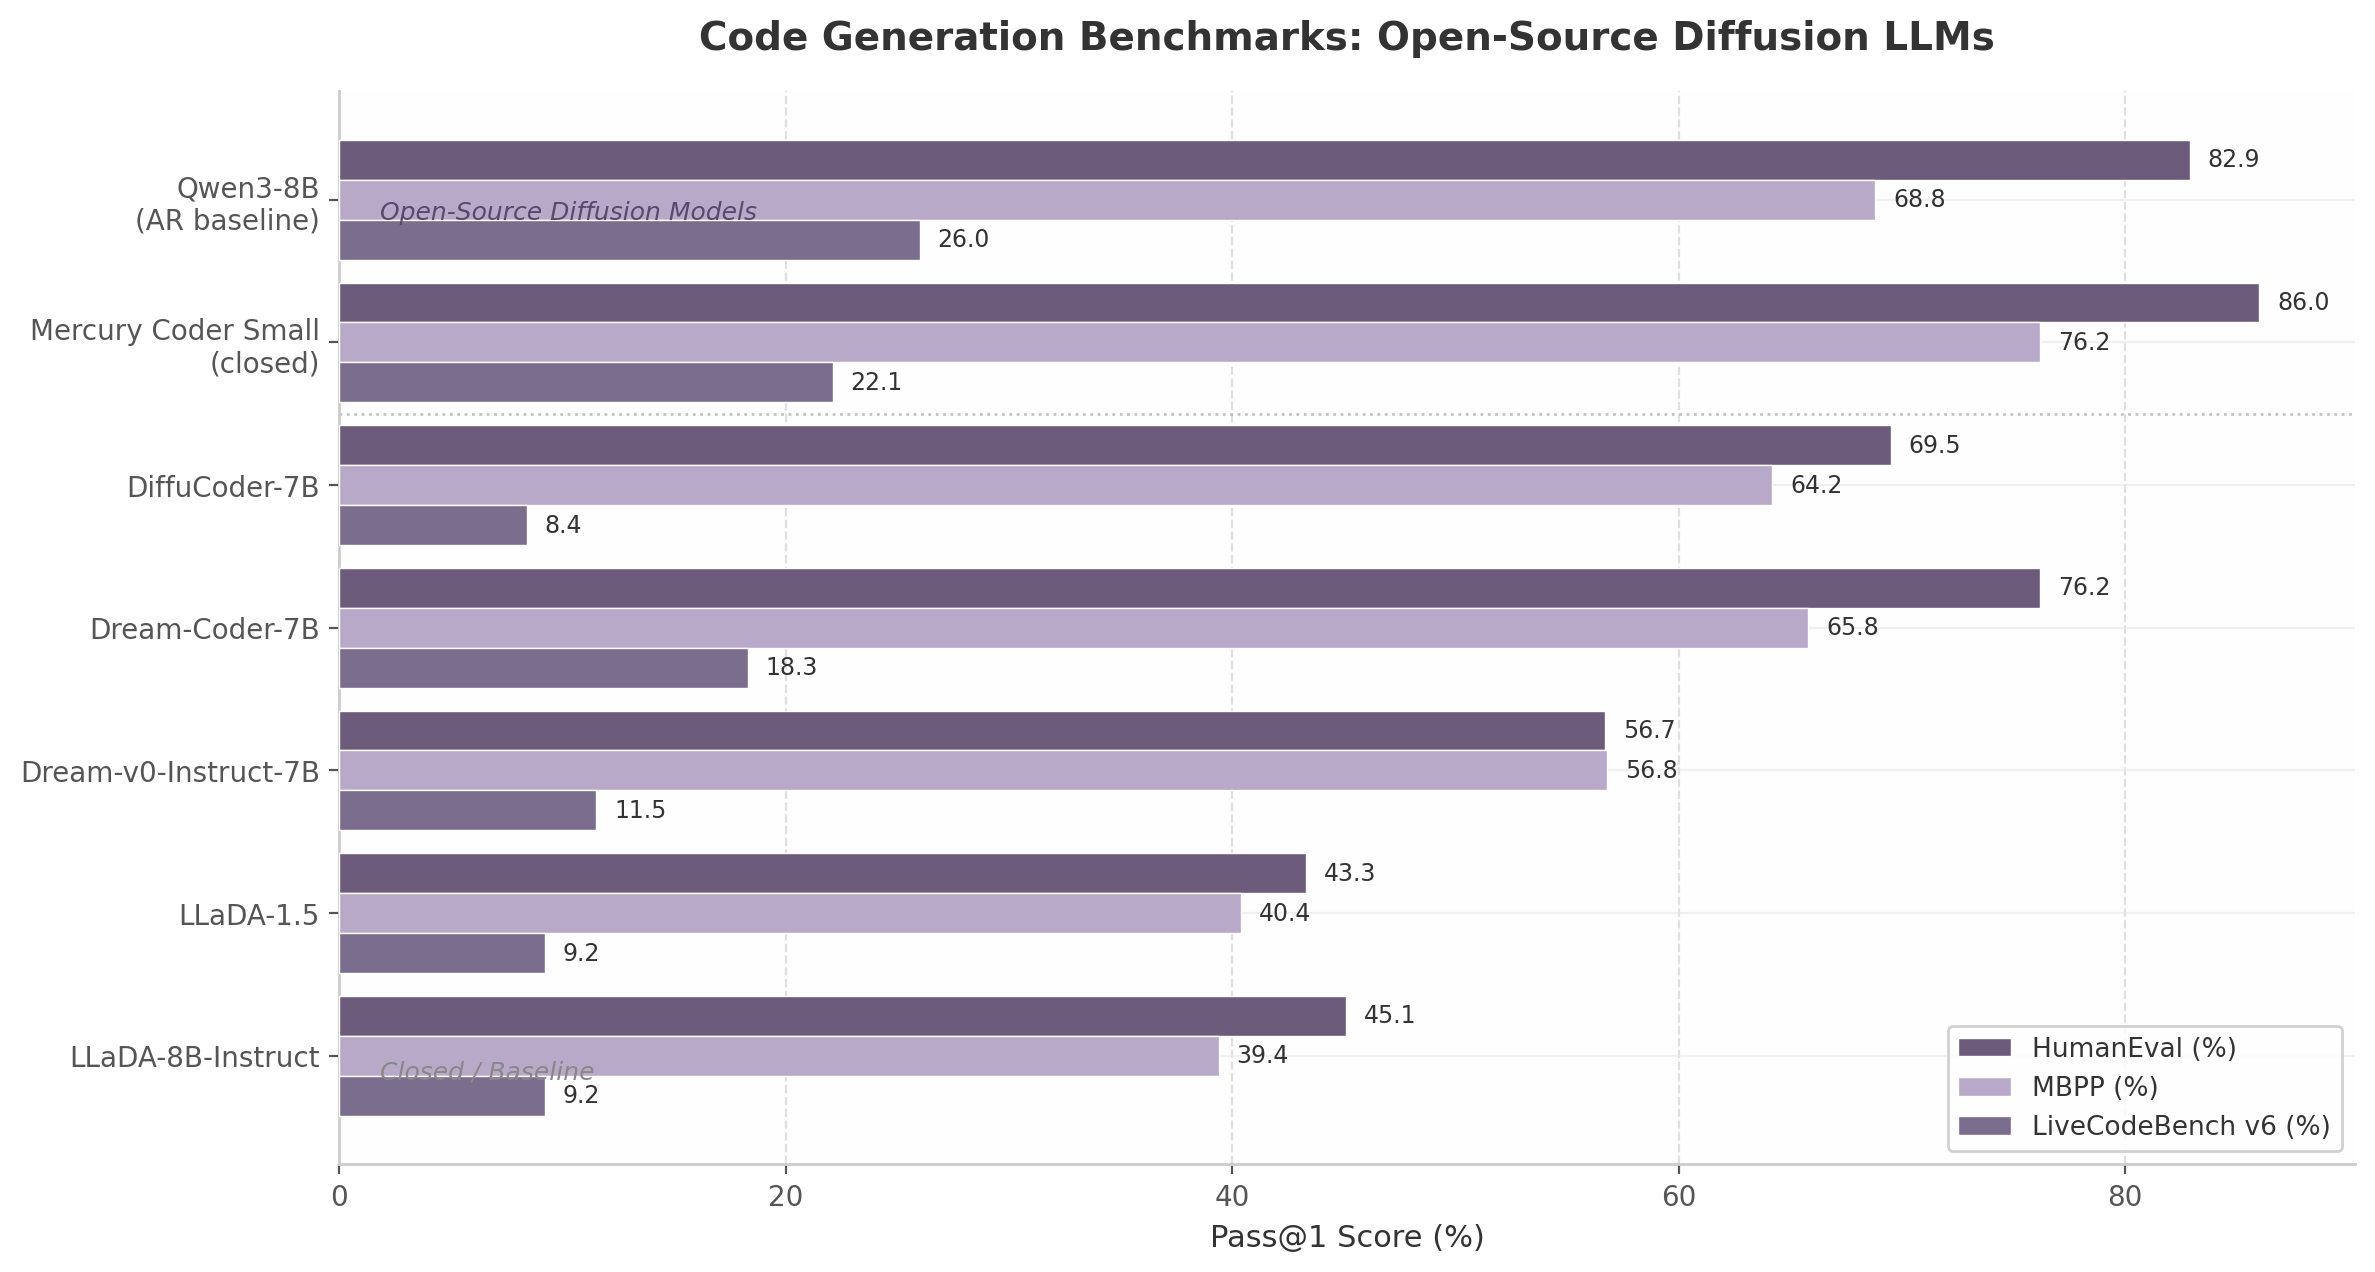 Code Generation Benchmarks: Open-Source Diffusion LLMs
Qwen3-8B
(AR baseline)
82.9
68.8
Open-Source Diffusion Models
26.0
Mercury Coder Small
(closed)
86.0
76.2
22.1
DiffuCoder-7B
69.5
64.2
8.4
Dream-Coder-7B
76.2
65.8
18.3
Dream-v0-Instruct-7B
56.7
56.8
11.5
LLaDA-1.5
43.3
40.4
9.2
LLaDA-8B-Instruct
45.1
39.4
Closed / Baseline
9.2
HumanEval (%)
MBPP (%)
LiveCodeBench v6 (%)
0 20 40 60 80
Pass@1 Score (%)